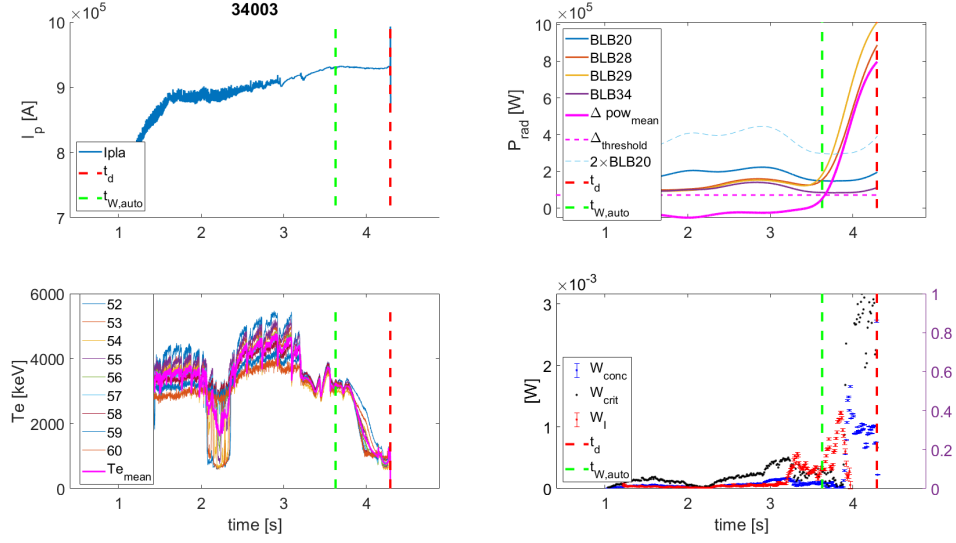 34003
×10^5
10
9
8
7
I_p [A]
Ipla
t_d
t_W,auto
1
2
3
4
×10^5
10
8
6
4
2
0
P_rad [W]
BLB20
BLB28
BLB29
BLB34
Δ pow_mean
Δ_threshold
2×BLB20
t_d
t_W,auto
1
2
3
4
6000
4000
2000
0
Te [keV]
52
53
54
55
56
57
58
59
60
Te_mean
1
2
3
4
time [s]
×10^-3
3
2
1
0
[W]
W_conc
W_crit
W_I
t_d
t_W,auto
1
0.8
0.6
0.4
0.2
0
1
2
3
4
time [s]